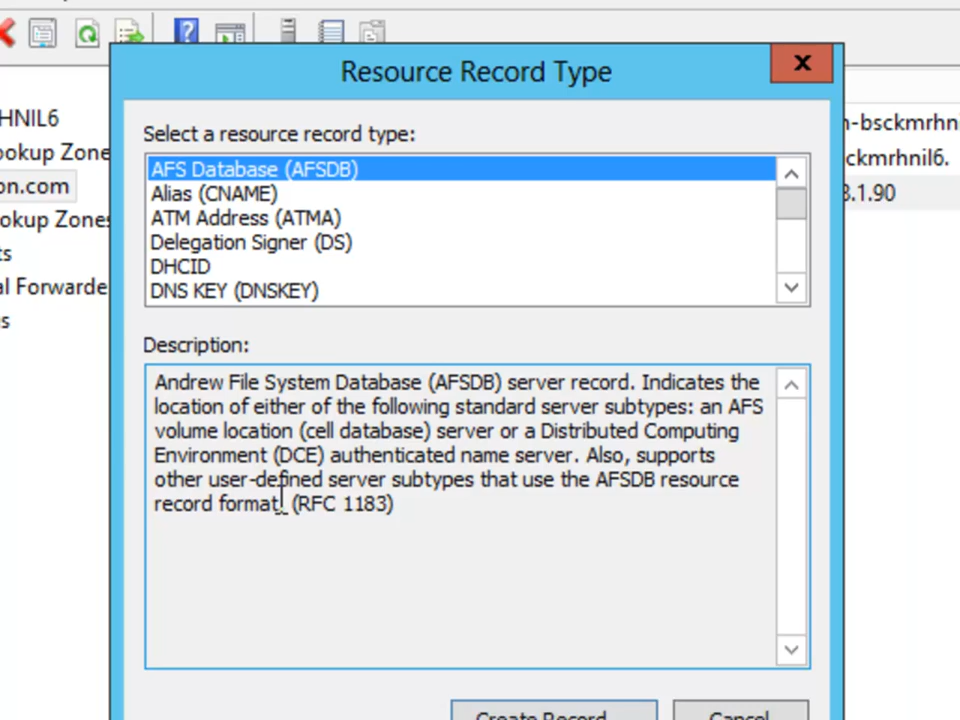 Resource Record Type
X
Select a resource record type:
AFS Database (AFSDB)
Alias (CNAME)
ATM Address (ATMA)
Delegation Signer (DS)
DHCID
DNS KEY (DNSKEY)
Description:
Andrew File System Database (AFSDB) server record. Indicates the
location of either of the following standard server subtypes: an AFS
volume location (cell database) server or a Distributed Computing
Environment (DCE) authenticated name server. Also, supports
other user-defined server subtypes that use the AFSDB resource
record format. (RFC 1183)
Create Record...
Cancel
HNIL6
ookup Zone
on.com
okup Zones
ts
al Forwarde
s
n-bsckmrhni
ckmrhnil6.
8.1.90